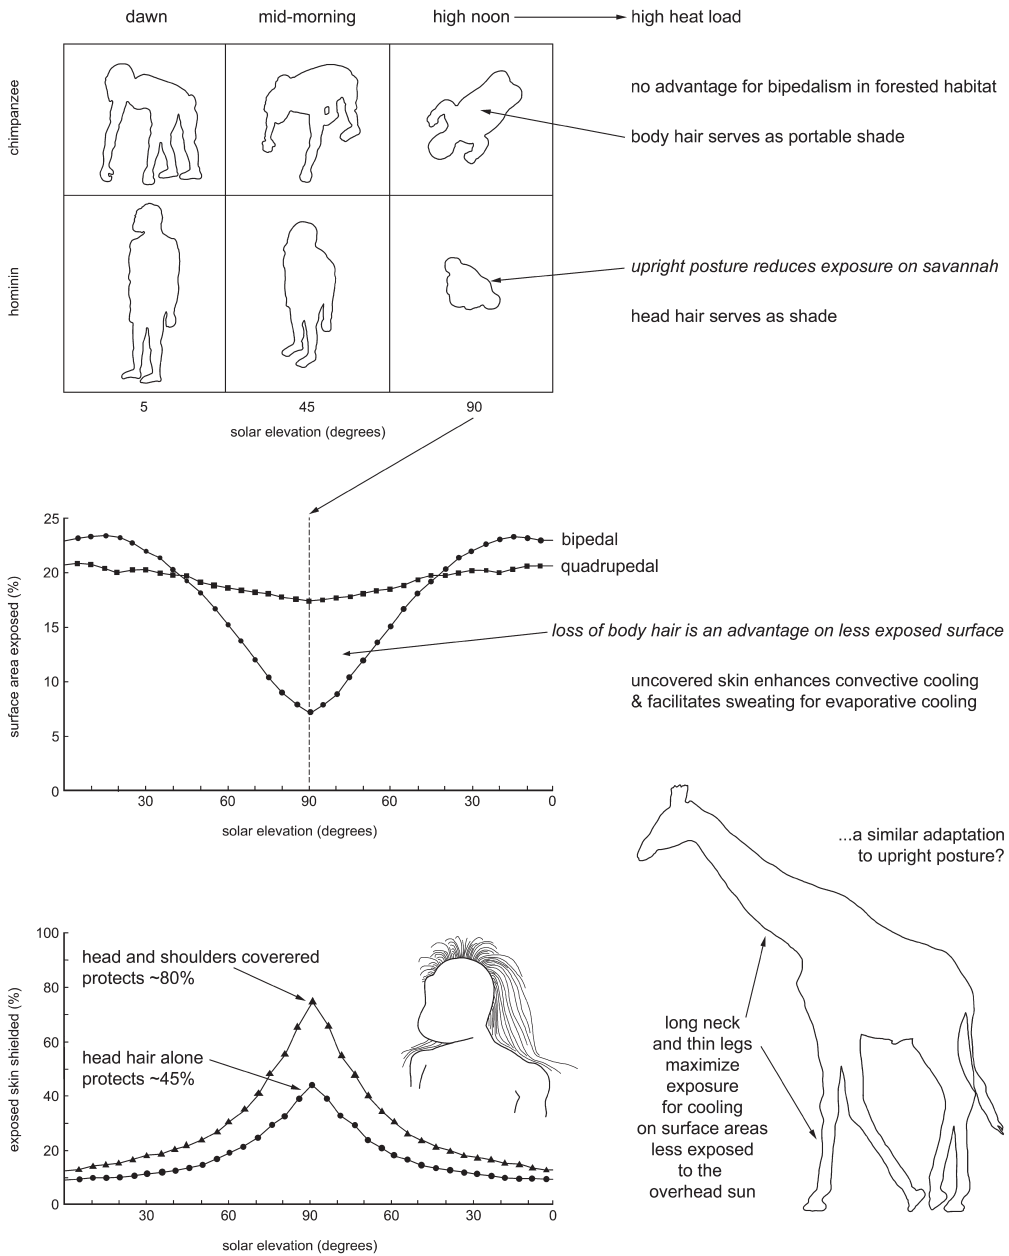 dawn mid-morning high noon high heat load
chimpanzee
no advantage for bipedalism in forested habitat
body hair serves as portable shade
hominin
upright posture reduces exposure on savannah
head hair serves as shade
5 45 90
solar elevation (degrees)
surface area exposed (%)
25
20
15
10
5
0
bipedal
quadrupedal
loss of body hair is an advantage on less exposed surface
uncovered skin enhances convective cooling
& facilitates sweating for evaporative cooling
30 60 90 60 30 0
solar elevation (degrees)
...a similar adaptation
to upright posture?
exposed skin shielded (%)
100
80
60
40
20
0
head and shoulders coverered
protects ~80%
head hair alone
protects ~45%
30 60 90 60 30 0
solar elevation (degrees)
long neck
and thin legs
maximize
exposure
for cooling
on surface areas
less exposed
to the
overhead sun